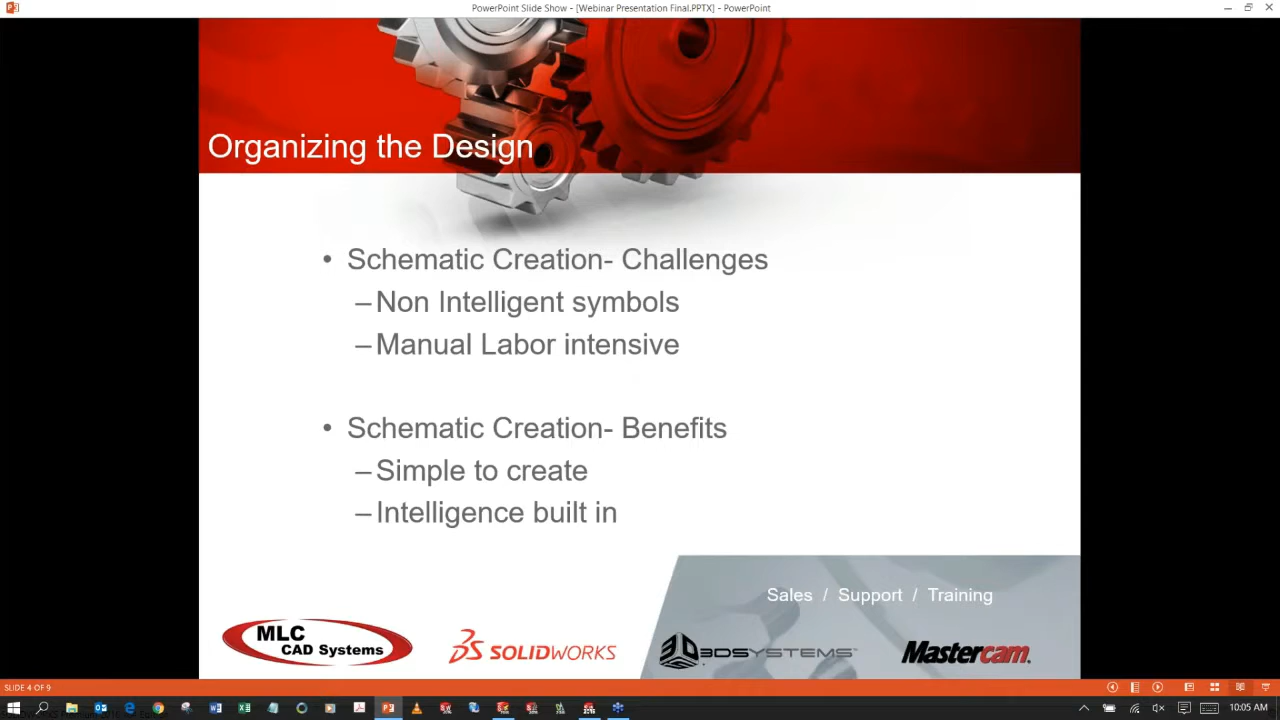 PowerPoint Slide Show - [Webinar Presentation Final.PPTX] - PowerPoint
Organizing the Design
• Schematic Creation- Challenges
– Non Intelligent symbols
– Manual Labor intensive
• Schematic Creation- Benefits
– Simple to create
– Intelligence built in
Sales / Support / Training
MLC
CAD Systems
SOLIDWORKS
3DSYSTEMS™
Mastercam.
SLIDE 4 OF 9
10:05 AM